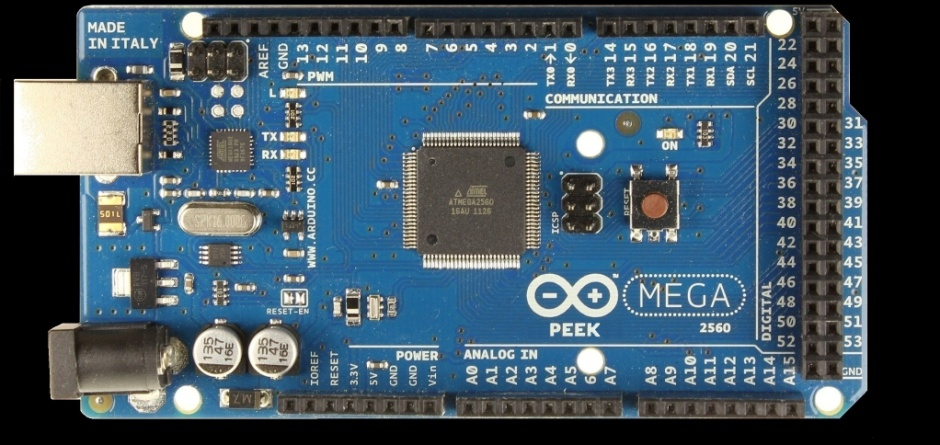 MADE
IN ITALY
AREF
GND
13
12
11
10
9
8
7
6
5
4
3
2
TX0→1
RX0←0
TX3 14
RX3 15
TX2 16
RX2 17
TX1 18
RX1 19
SDA 20
SCL 21
5V
PWM
COMMUNICATION
L
TX
RX
ON
22
24
26
28
30
31
32
33
34
35
36
37
38
39
40
41
42
43
44
45
46
47
48
49
50
51
52
53
GND
DIGITAL
ATMEGA2560
16AU 1126
ICSP
RESET
WWW.ARDUINO.CC
501L
RESET-EN
MEGA
2560
PEEK
135
47
16E
135
47
16E
M7
POWER
ANALOG IN
IOREF
RESET
3.3V
5V
GND
GND
Vin
A0
A1
A2
A3
A4
A5
6
A7
A8
A9
A10
A11
A12
A13
A14
A15